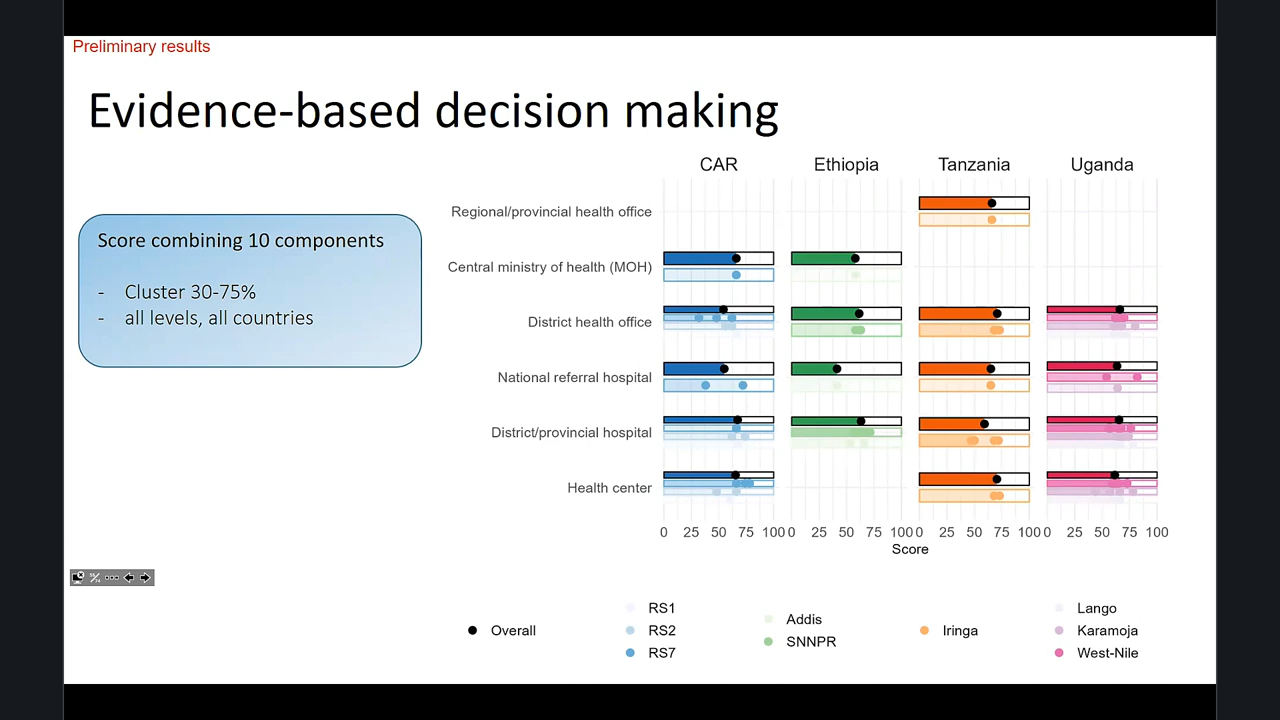 Preliminary results
Evidence-based decision making
Score combining 10 components
- Cluster 30-75%
- all levels, all countries
CAR Ethiopia Tanzania Uganda
Regional/provincial health office
Central ministry of health (MOH)
District health office
National referral hospital
District/provincial hospital
Health center
0 25 50 75 100 0 25 50 75 100 0 25 50 75 100 0 25 50 75 100
Score
Overall
RS1
RS2
RS7
Addis
SNNPR
Iringa
Lango
Karamoja
West-Nile